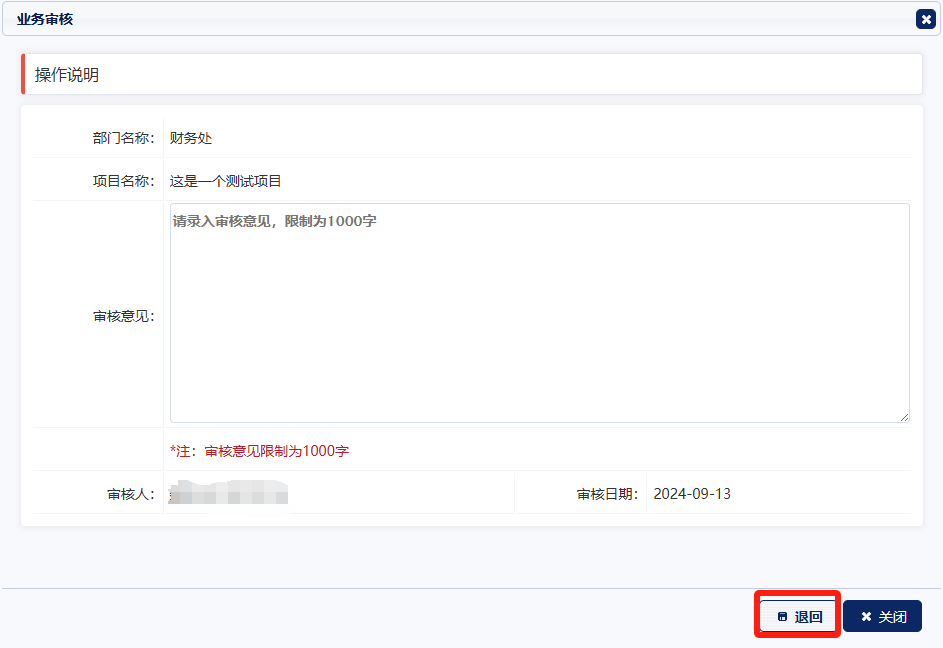 业务审核
操作说明
部门名称： 财务处
项目名称： 这是一个测试项目
请录入审核意见，限制为1000字
审核意见：
*注：审核意见限制为1000字
审核人： 审核日期： 2024-09-13
退回 关闭